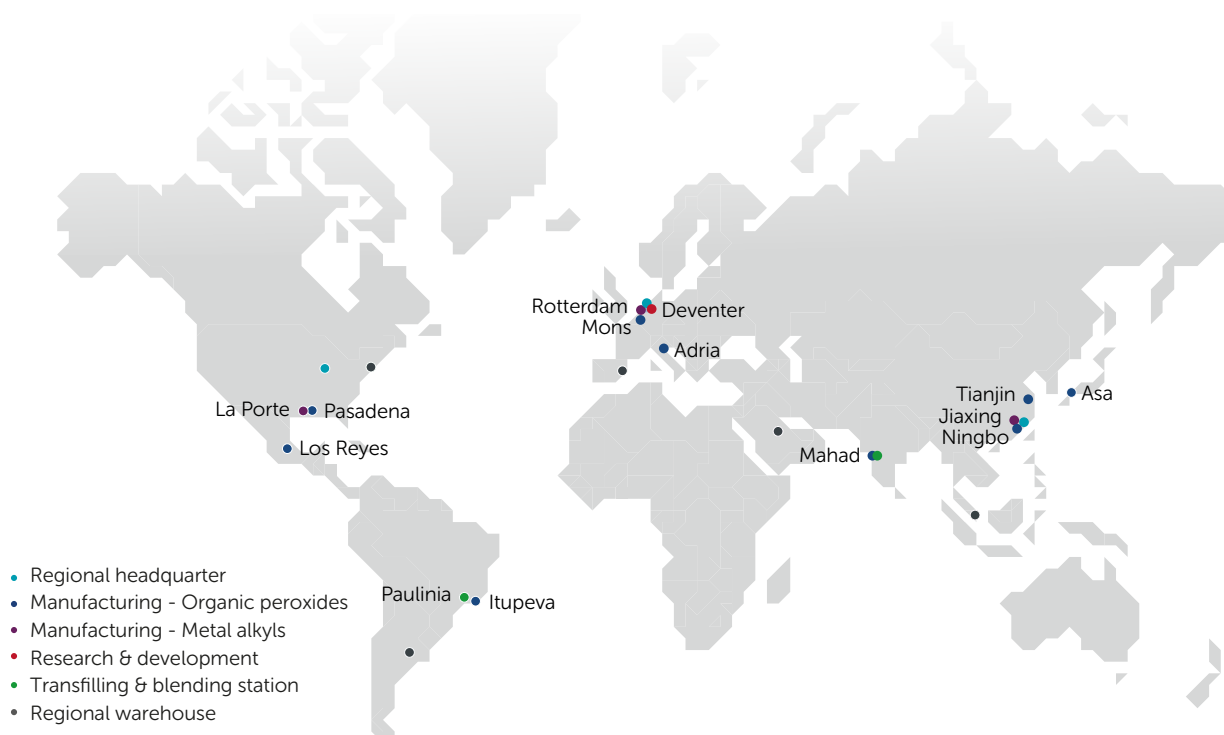 Rotterdam
Deventer
Mons
Adria
La Porte
Pasadena
Los Reyes
Tianjin
Asa
Jiaxing
Ningbo
Mahad
Paulinia
Itupeva
Regional headquarter
Manufacturing - Organic peroxides
Manufacturing - Metal alkyls
Research & development
Transfilling & blending station
Regional warehouse